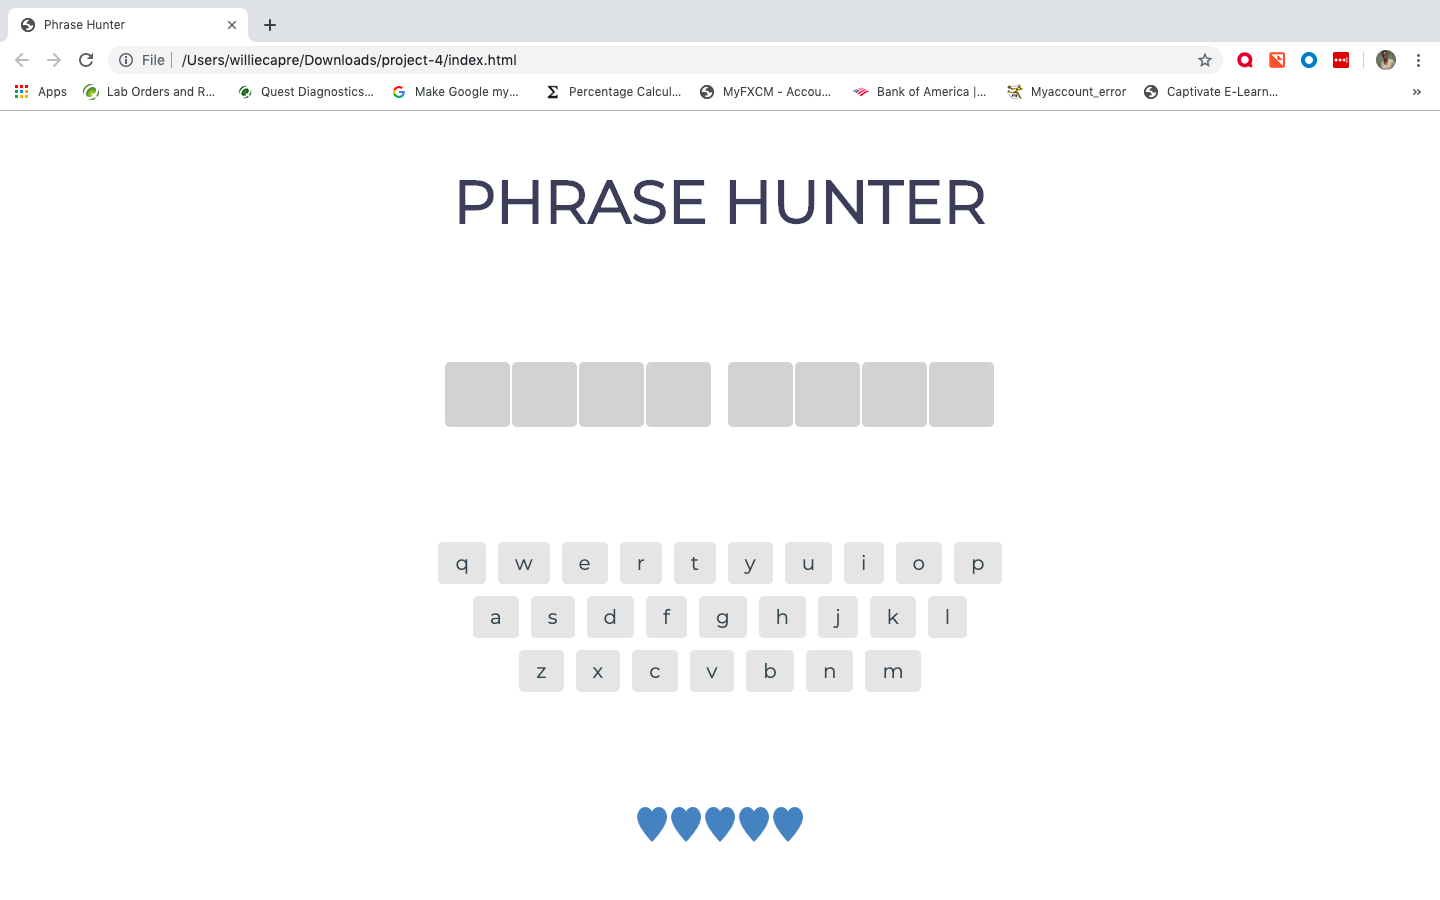 Phrase Hunter
File /Users/williecapre/Downloads/project-4/index.html
Apps Lab Orders and R... Quest Diagnostics... Make Google my... Percentage Calcul... MyFXCM - Accou... Bank of America |... Myaccount_error Captivate E-Learn... »
PHRASE HUNTER
q w e r t y u i o p
a s d f g h j k l
z x c v b n m